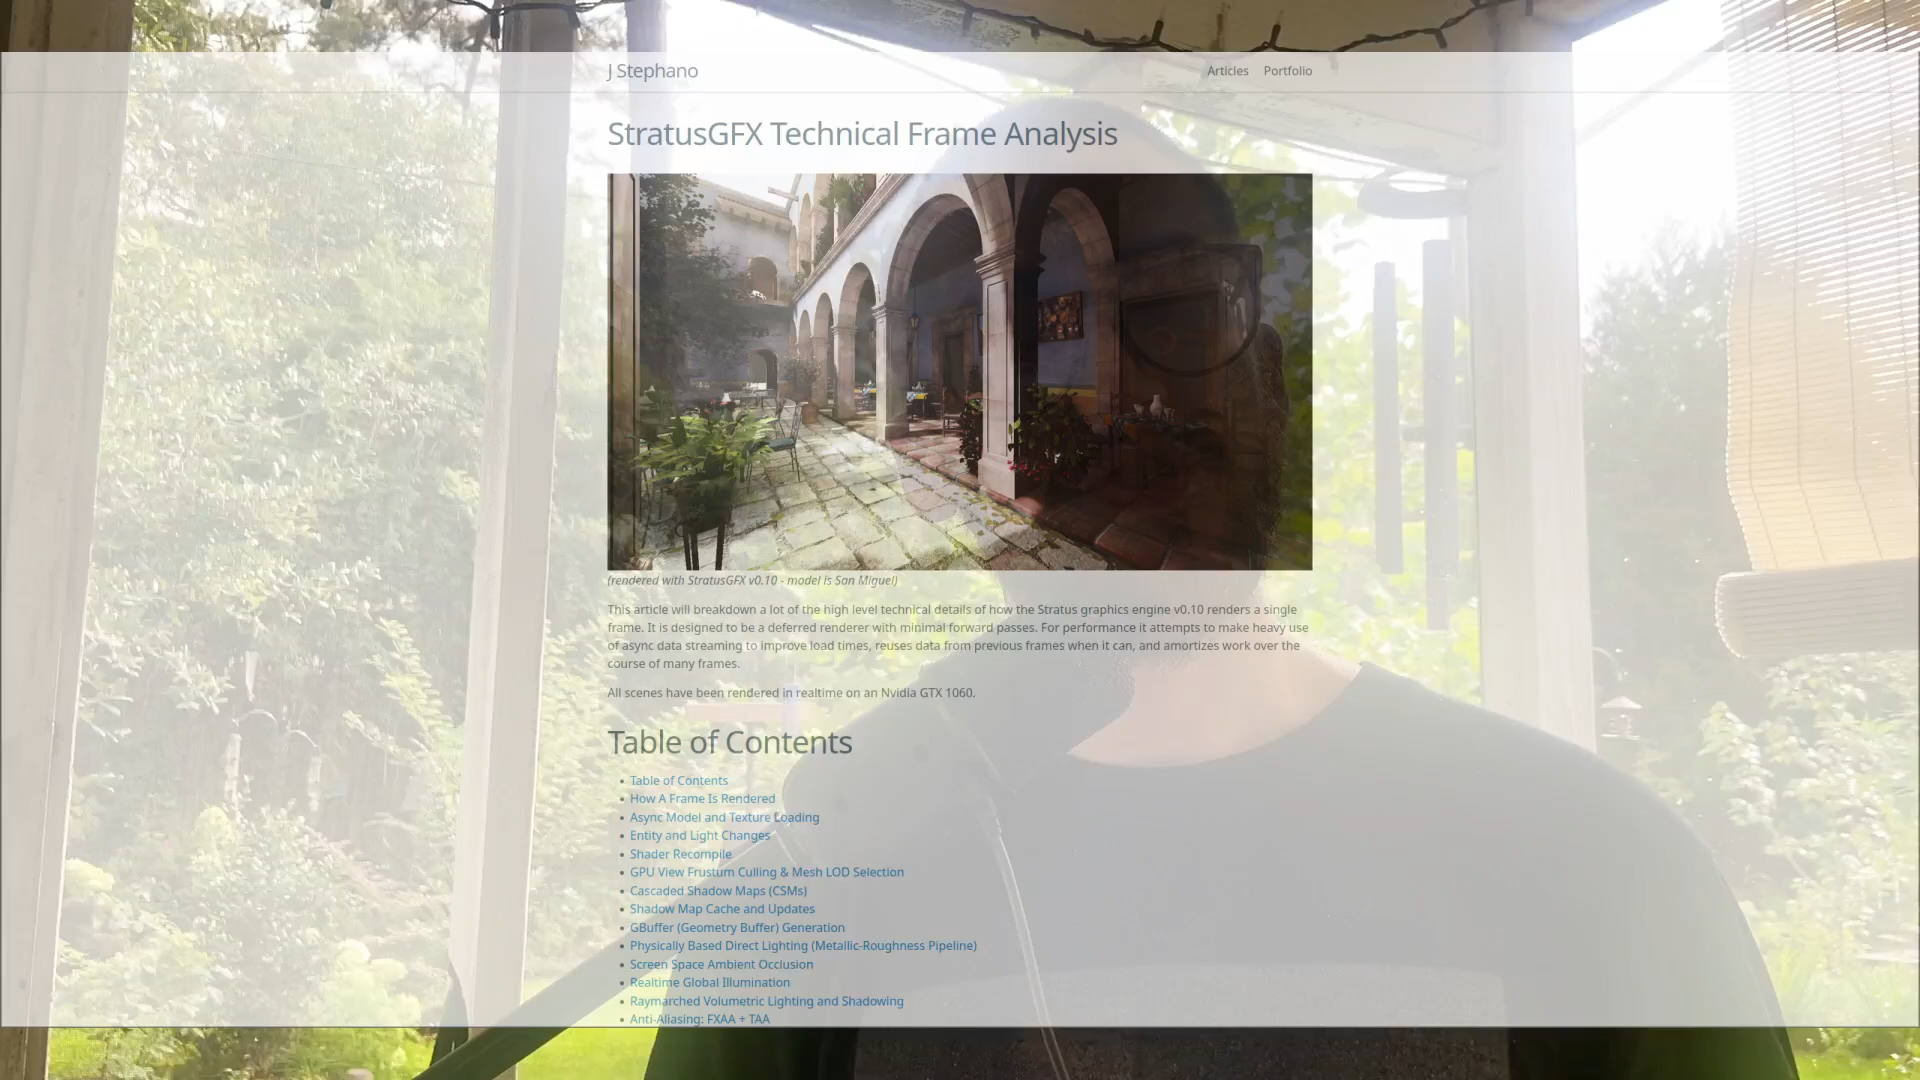 J Stephano
Articles Portfolio
StratusGFX Technical Frame Analysis
(rendered with StratusGFX v0.10 - model is San Miguel)
This article will breakdown a lot of the high level technical details of how the Stratus graphics engine v0.10 renders a single
frame. It is designed to be a deferred renderer with minimal forward passes. For performance it attempts to make heavy use
of async data streaming to improve load times, reuses data from previous frames when it can, and amortizes work over the
course of many frames.
All scenes have been rendered in realtime on an Nvidia GTX 1060.
Table of Contents
• Table of Contents
• How A Frame Is Rendered
• Async Model and Texture Loading
• Entity and Light Changes
• Shader Recompile
• GPU View Frustum Culling & Mesh LOD Selection
• Cascaded Shadow Maps (CSMs)
• Shadow Map Cache and Updates
• GBuffer (Geometry Buffer) Generation
• Physically Based Direct Lighting (Metallic-Roughness Pipeline)
• Screen Space Ambient Occlusion
• Realtime Global Illumination
• Raymarched Volumetric Lighting and Shadowing
• Anti-Aliasing: FXAA + TAA